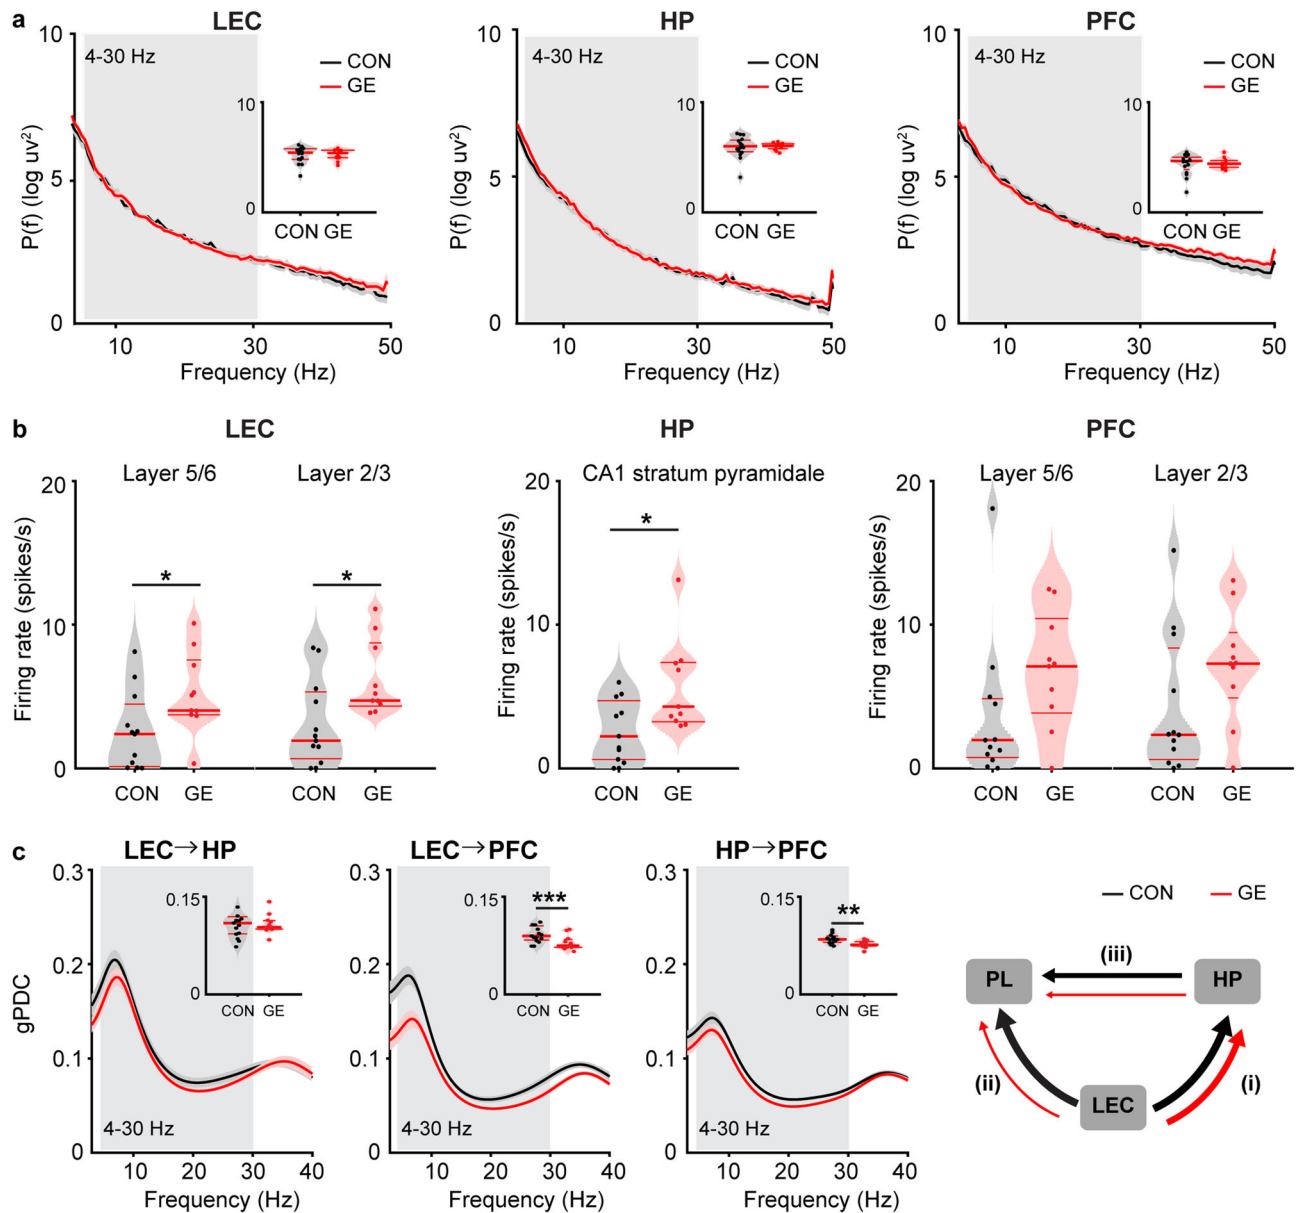 a
LEC
HP
PFC
10
5
0
P(f) (log uv²)
4-30 Hz
CON
GE
10
0
CON GE
10
30
50
Frequency (Hz)
10
5
0
P(f) (log uv²)
4-30 Hz
CON
GE
10
0
CON GE
10
30
50
Frequency (Hz)
10
5
0
P(f) (log uv²)
4-30 Hz
CON
GE
10
0
CON GE
10
30
50
Frequency (Hz)
b
LEC
HP
PFC
Layer 5/6
Layer 2/3
20
10
0
Firing rate (spikes/s)
*
*
CON
GE
CON
GE
CA1 stratum pyramidale
20
10
0
Firing rate (spikes/s)
*
CON
GE
Layer 5/6
Layer 2/3
20
10
0
Firing rate (spikes/s)
CON
GE
CON
GE
c
LEC→HP
0.3
0.2
0.1
0
gPDC
0.15
0
CON GE
4-30 Hz
10
20
30
40
Frequency (Hz)
LEC→PFC
0.3
0.2
0.1
0
0.15
0
***
CON GE
4-30 Hz
10
20
30
40
Frequency (Hz)
HP→PFC
0.3
0.2
0.1
0
0.15
0
**
CON GE
4-30 Hz
10
20
30
40
Frequency (Hz)
CON
GE
PL
(iii)
HP
(ii)
LEC
(i)